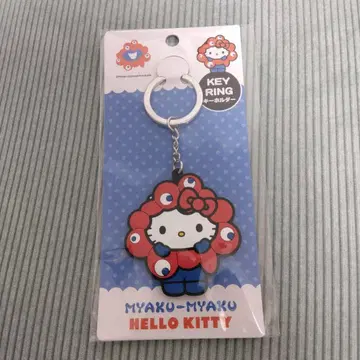 KEY
RING
キーホルダー
MYAKU-MYAKU
HELLO KITTY